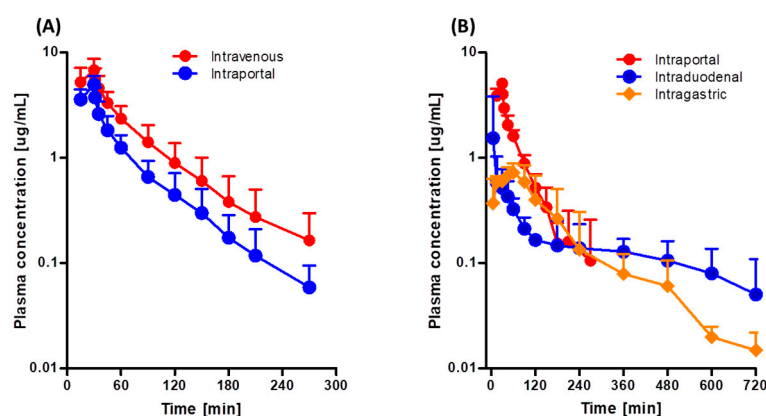 (A)
Intravenous
Intraportal
Plasma concentration [ug/mL]
10
1
0.1
0.01
0 60 120 180 240 300
Time [min]
(B)
Intraportal
Intraduodenal
Intragastric
Plasma concentration [ug/mL]
10
1
0.1
0.01
0 120 240 360 480 600 720
Time [min]